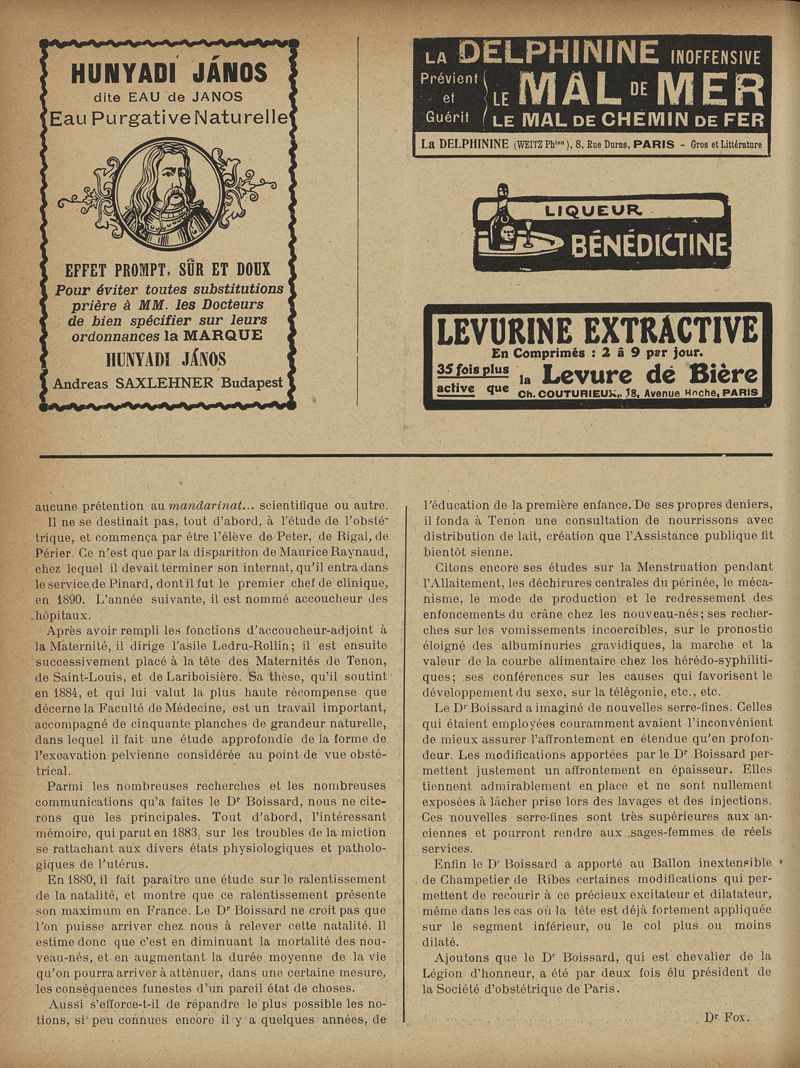 HUNYADI JÁNOS
dite EAU de JANOS
Eau Purgative Naturelle
EFFET PROMPT, SÛR ET DOUX
Pour éviter toutes substitutions
prière à MM. les Docteurs
de bien spécifier sur leurs
ordonnances la MARQUE
HUNYADI JÁNOS
Andreas SAXLEHNER Budapest
LA DELPHININE INOFFENSIVE
Prévient
et
Guérit
LE MAL DE MER
LE MAL DE CHEMIN DE FER
La DELPHININE (WEITZ Phien), 8, Rue Duras, PARIS - Gros et Littérature
LIQUEUR
BÉNÉDICTINE
LEVURINE EXTRACTIVE
En Comprimés : 2 à 9 par jour.
35 fois plus
active que
la Levure de Bière
Ch. COUTURIEUX, 18, Avenue Hoche, PARIS
aucune prétention au mandarinat... scientifique ou autre.
Il ne se destinait pas, tout d'abord, à l'étude de l'obsté-
trique, et commença par être l'élève de Peter, de Rigal, de
Périer. Ce n'est que par la disparition de Maurice Raynaud,
chez lequel il devait terminer son internat, qu'il entra dans
le service de Pinard, dont il fut le premier chef de clinique,
en 1890. L'année suivante, il est nommé accoucheur des
hôpitaux.
Après avoir rempli les fonctions d'accoucheur-adjoint à
la Maternité, il dirige l'asile Ledru-Rollin ; il est ensuite
successivement placé à la tête des Maternités de Tenon,
de Saint-Louis, et de Lariboisière. Sa thèse, qu'il soutint
en 1884, et qui lui valut la plus haute récompense que
décerne la Faculté de Médecine, est un travail important,
accompagné de cinquante planches de grandeur naturelle,
dans lequel il fait une étude approfondie de la forme de
l'excavation pelvienne considérée au point de vue obsté-
trical.
Parmi les nombreuses recherches et les nombreuses
communications qu'a faites le Dr Boissard, nous ne cite-
rons que les principales. Tout d'abord, l'intéressant
mémoire, qui parut en 1883, sur les troubles de la miction
se rattachant aux divers états physiologiques et patholo-
giques de l'utérus.
En 1880, il fait paraître une étude sur le ralentissement
de la natalité, et montre que ce ralentissement présente
son maximum en France. Le Dr Boissard ne croit pas que
l'on puisse arriver chez nous à relever cette natalité. Il
estime donc que c'est en diminuant la mortalité des nou-
veau-nés, et en augmentant la durée moyenne de la vie
qu'on pourra arriver à atténuer, dans une certaine mesure,
les conséquences funestes d'un pareil état de choses.
Aussi s'efforce-t-il de répandre le plus possible les no-
tions, si peu connues encore il y a quelques années, de
l'éducation de la première enfance. De ses propres deniers,
il fonda à Tenon une consultation de nourrissons avec
distribution de lait, création que l'Assistance publique fit
bientôt sienne.
Citons encore ses études sur la Menstruation pendant
l'Allaitement, les déchirures centrales du périnée, le méca-
nisme, le mode de production et le redressement des
enfoncements du crâne chez les nouveau-nés ; ses recher-
ches sur les vomissements incoercibles, sur le pronostic
éloigné des albuminuries gravidiques, la marche et la
valeur de la courbe alimentaire chez les hérédo-syphiliti-
ques ; ses conférences sur les causes qui favorisent le
développement du sexe, sur la télégonie, etc., etc.
Le Dr Boissard a imaginé de nouvelles serre-fines. Celles
qui étaient employées couramment avaient l'inconvénient
de mieux assurer l'affrontement en étendue qu'en profon-
deur. Les modifications apportées par le Dr Boissard per-
mettent justement un affrontement en épaisseur. Elles
tiennent admirablement en place et ne sont nullement
exposées à lâcher prise lors des lavages et des injections.
Ces nouvelles serre-fines sont très supérieures aux an-
ciennes et pourront rendre aux sages-femmes de réels
services.
Enfin le Dr Boissard a apporté au Ballon inextensible
de Champetier de Ribes certaines modifications qui per-
mettent de recourir à ce précieux excitateur et dilatateur,
même dans les cas où la tête est déjà fortement appliquée
sur le segment inférieur, ou le col plus ou moins
dilaté.
Ajoutons que le Dr Boissard, qui est chevalier de la
Légion d'honneur, a été par deux fois élu président de
la Société d'obstétrique de Paris.
Dr Fox.